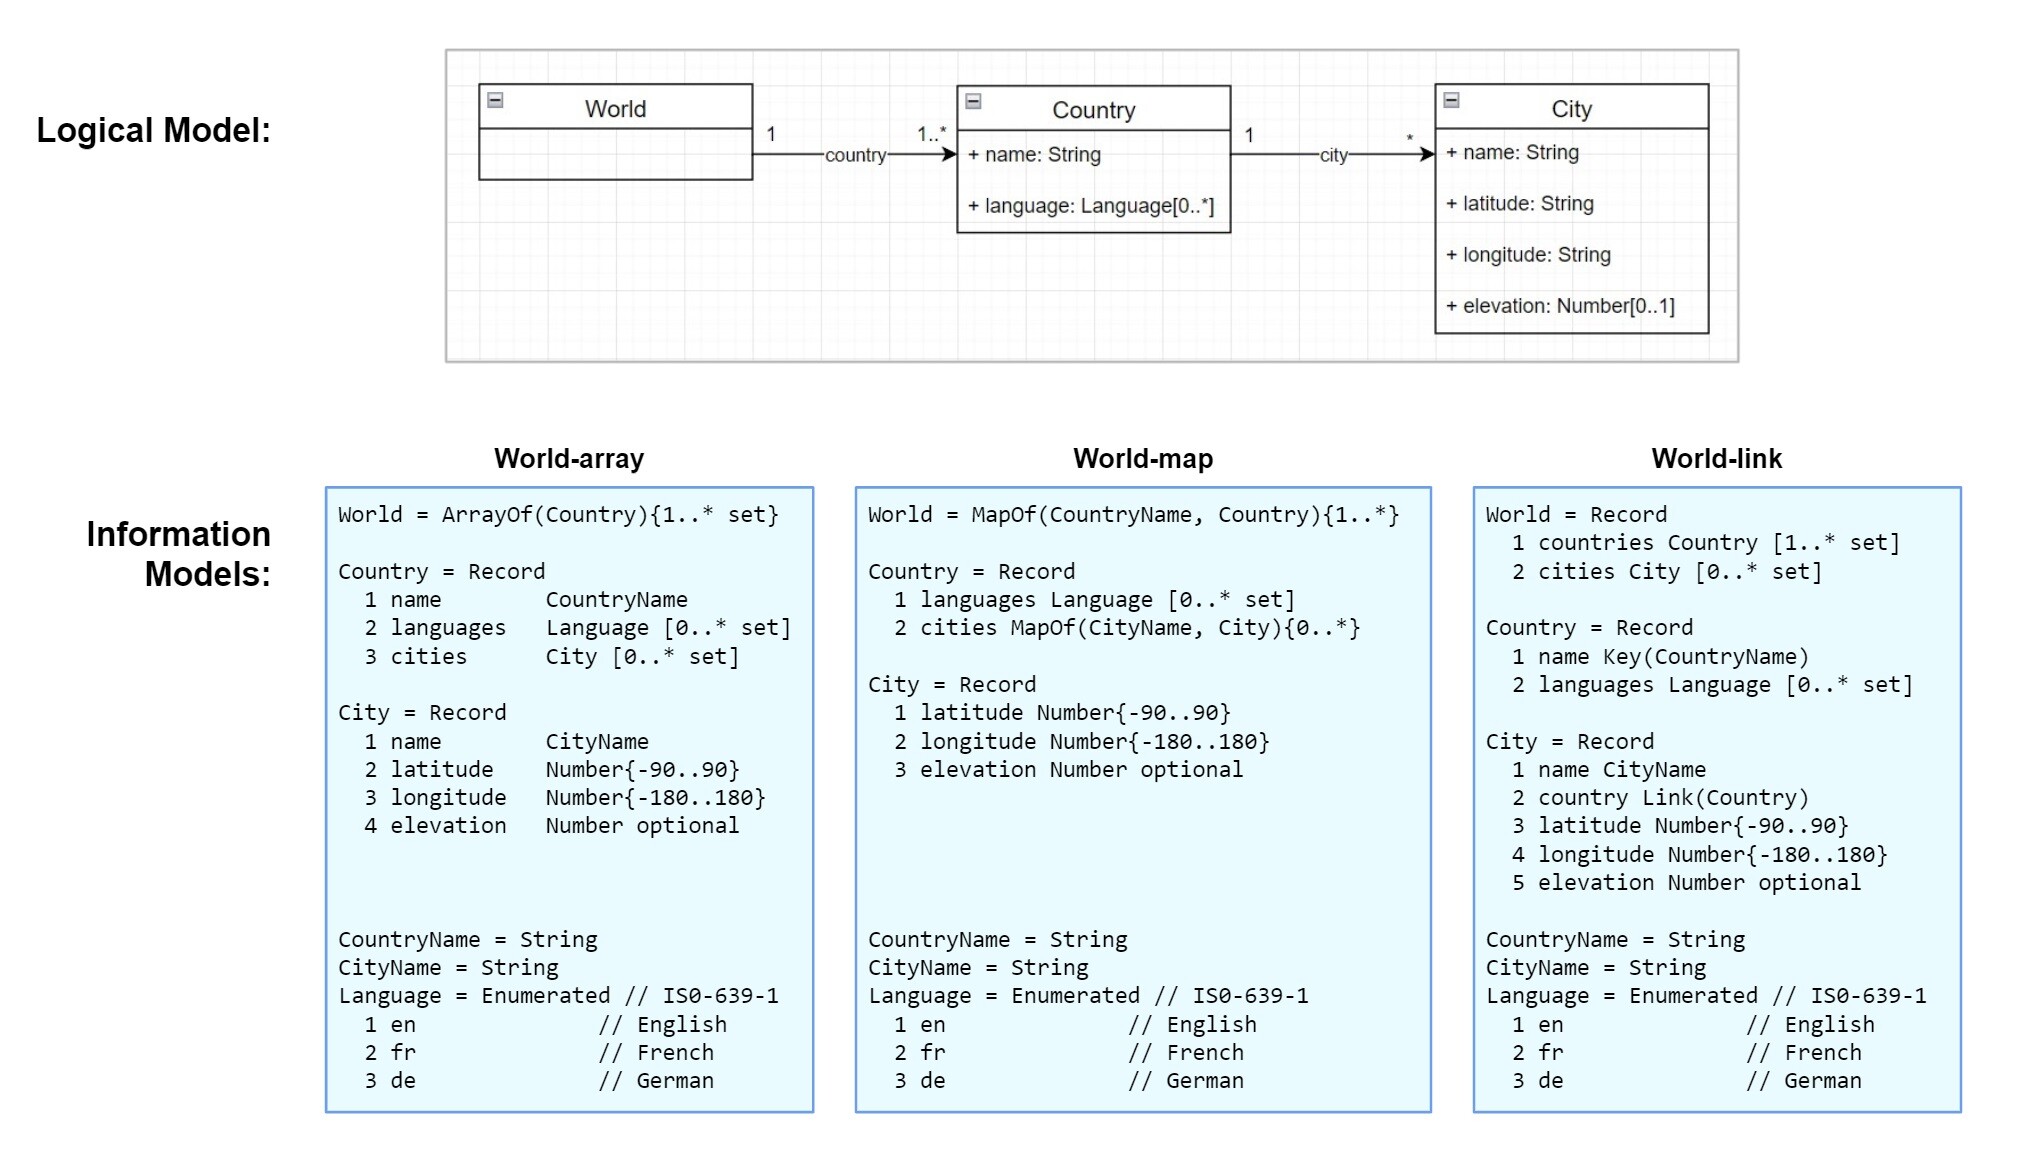 Logical Model:
World
1
country
1..*
Country
+ name: String
+ language: Language[0..*]
1
city
*
City
+ name: String
+ latitude: String
+ longitude: String
+ elevation: Number[0..1]
Information
Models:
World-array
World = ArrayOf(Country){1..* set}
Country = Record
1 name CountryName
2 languages Language [0..* set]
3 cities City [0..* set]
City = Record
1 name CityName
2 latitude Number{-90..90}
3 longitude Number{-180..180}
4 elevation Number optional
CountryName = String
CityName = String
Language = Enumerated // IS0-639-1
1 en // English
2 fr // French
3 de // German
World-map
World = MapOf(CountryName, Country){1..*}
Country = Record
1 languages Language [0..* set]
2 cities MapOf(CityName, City){0..*}
City = Record
1 latitude Number{-90..90}
2 longitude Number{-180..180}
3 elevation Number optional
CountryName = String
CityName = String
Language = Enumerated // IS0-639-1
1 en // English
2 fr // French
3 de // German
World-link
World = Record
1 countries Country [1..* set]
2 cities City [0..* set]
Country = Record
1 name Key(CountryName)
2 languages Language [0..* set]
City = Record
1 name CityName
2 country Link(Country)
3 latitude Number{-90..90}
4 longitude Number{-180..180}
5 elevation Number optional
CountryName = String
CityName = String
Language = Enumerated // IS0-639-1
1 en // English
2 fr // French
3 de // German